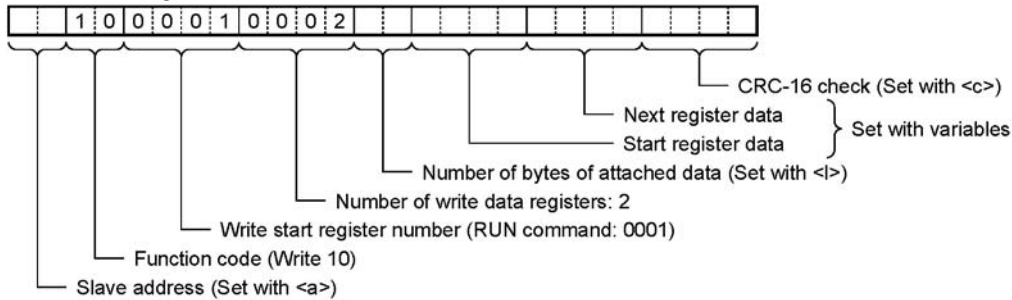 1 0 0 0 0 1 0 0 0 2
CRC-16 check (Set with <c>)
Next register data
Set with variables
Start register data
Number of bytes of attached data (Set with <l>)
Number of write data registers: 2
Write start register number (RUN command: 0001)
Function code (Write 10)
Slave address (Set with <a>)